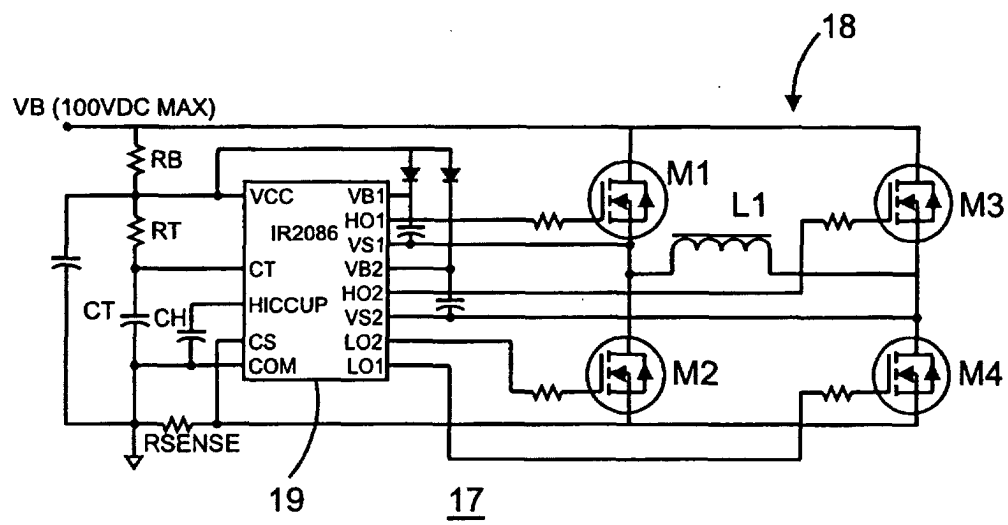 18
VB (100VDC MAX)
RB
M1
VCC
VB1
L1
M3
HO1
RT
IR2086
VS1
CT
VB2
HICCUP
HO2
CT
CH
VS2
CS
LO2
M2
M4
COM
LO1
RSENSE
19
17